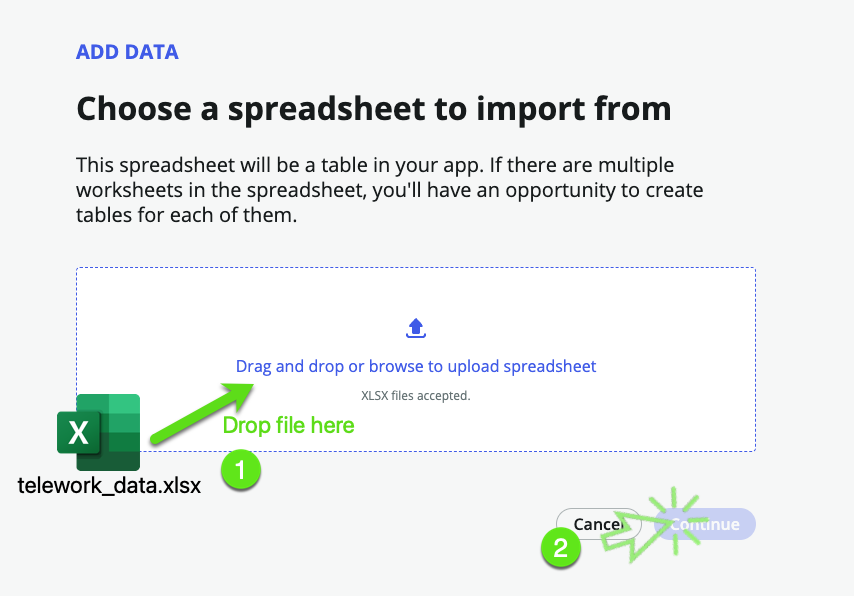 ADD DATA
Choose a spreadsheet to import from
This spreadsheet will be a table in your app. If there are multiple
worksheets in the spreadsheet, you'll have an opportunity to create
tables for each of them.
Drag and drop or browse to upload spreadsheet
XLSX files accepted.
X
Drop file here
1
telework_data.xlsx
Cancel
Continue
2